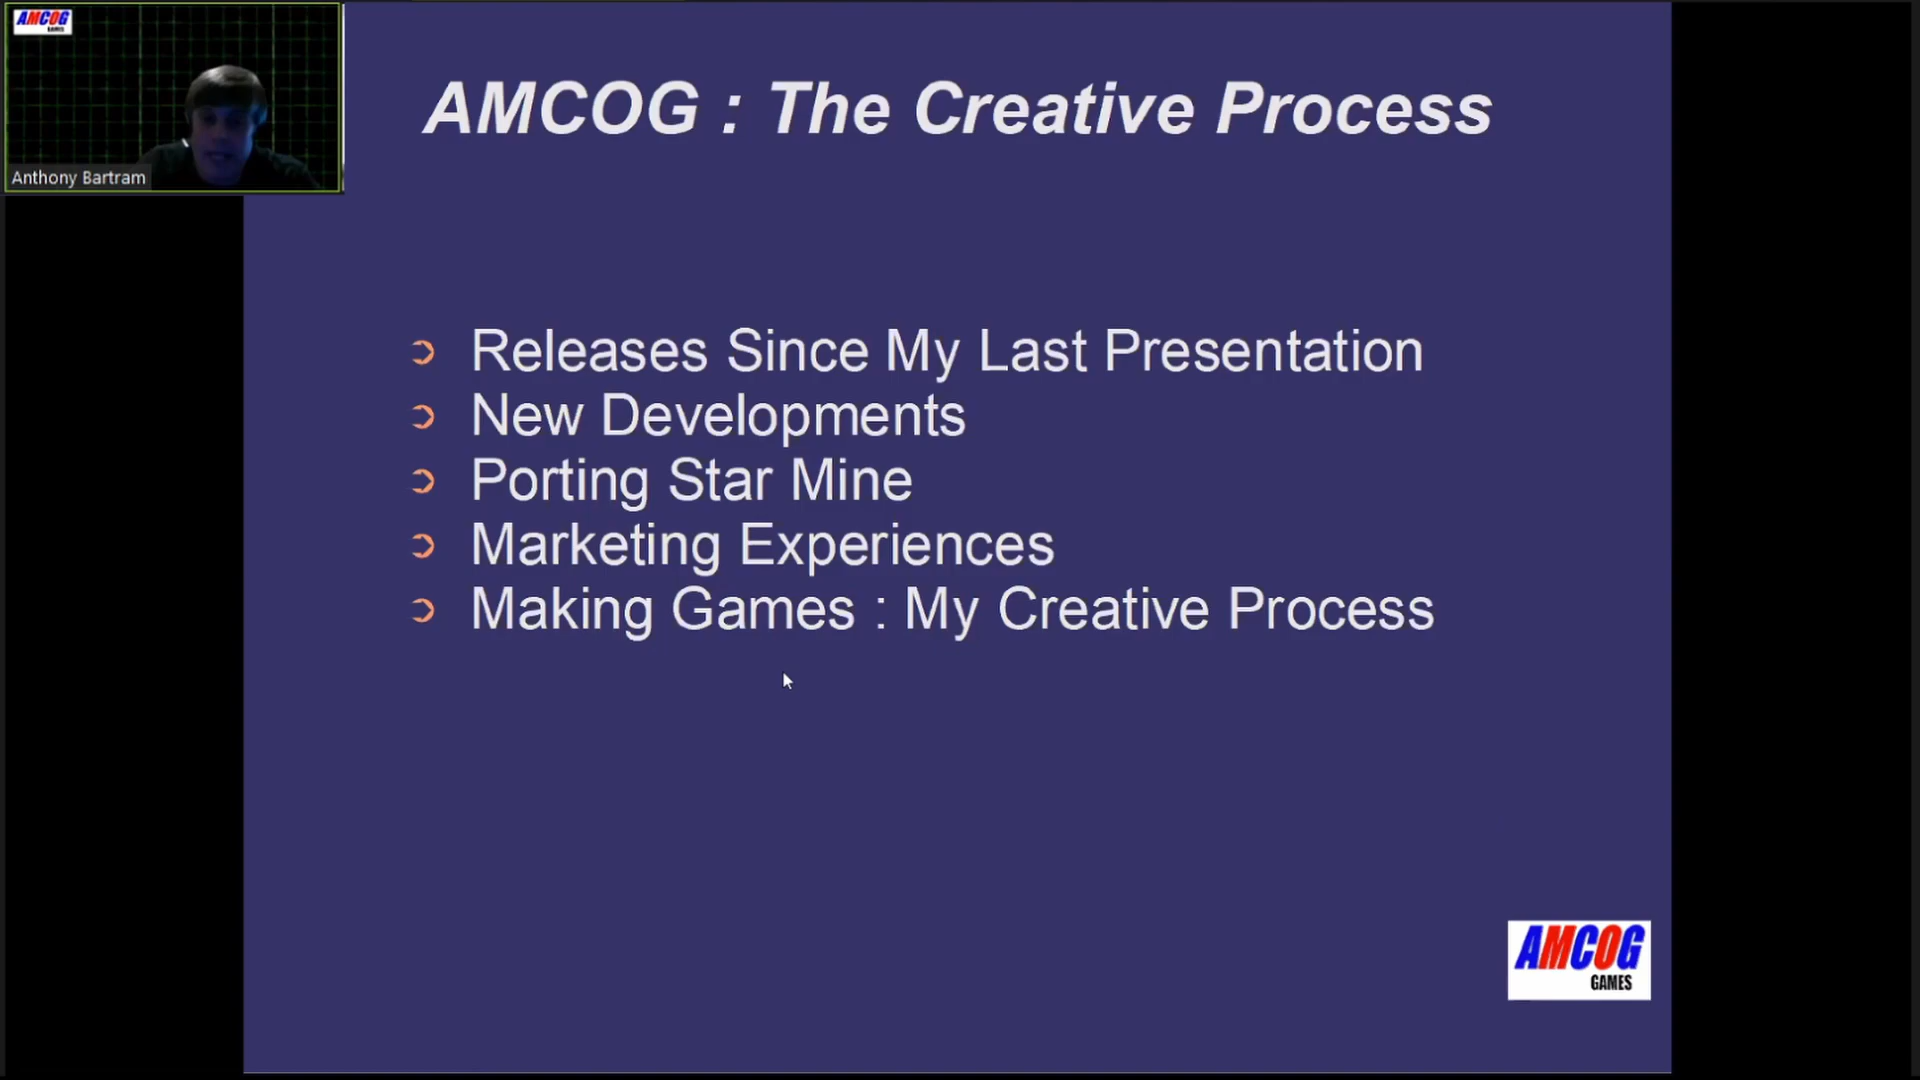 AMCOG
GAMES
Anthony Bartram
AMCOG : The Creative Process
Releases Since My Last Presentation
New Developments
Porting Star Mine
Marketing Experiences
Making Games : My Creative Process
AMCOG
GAMES